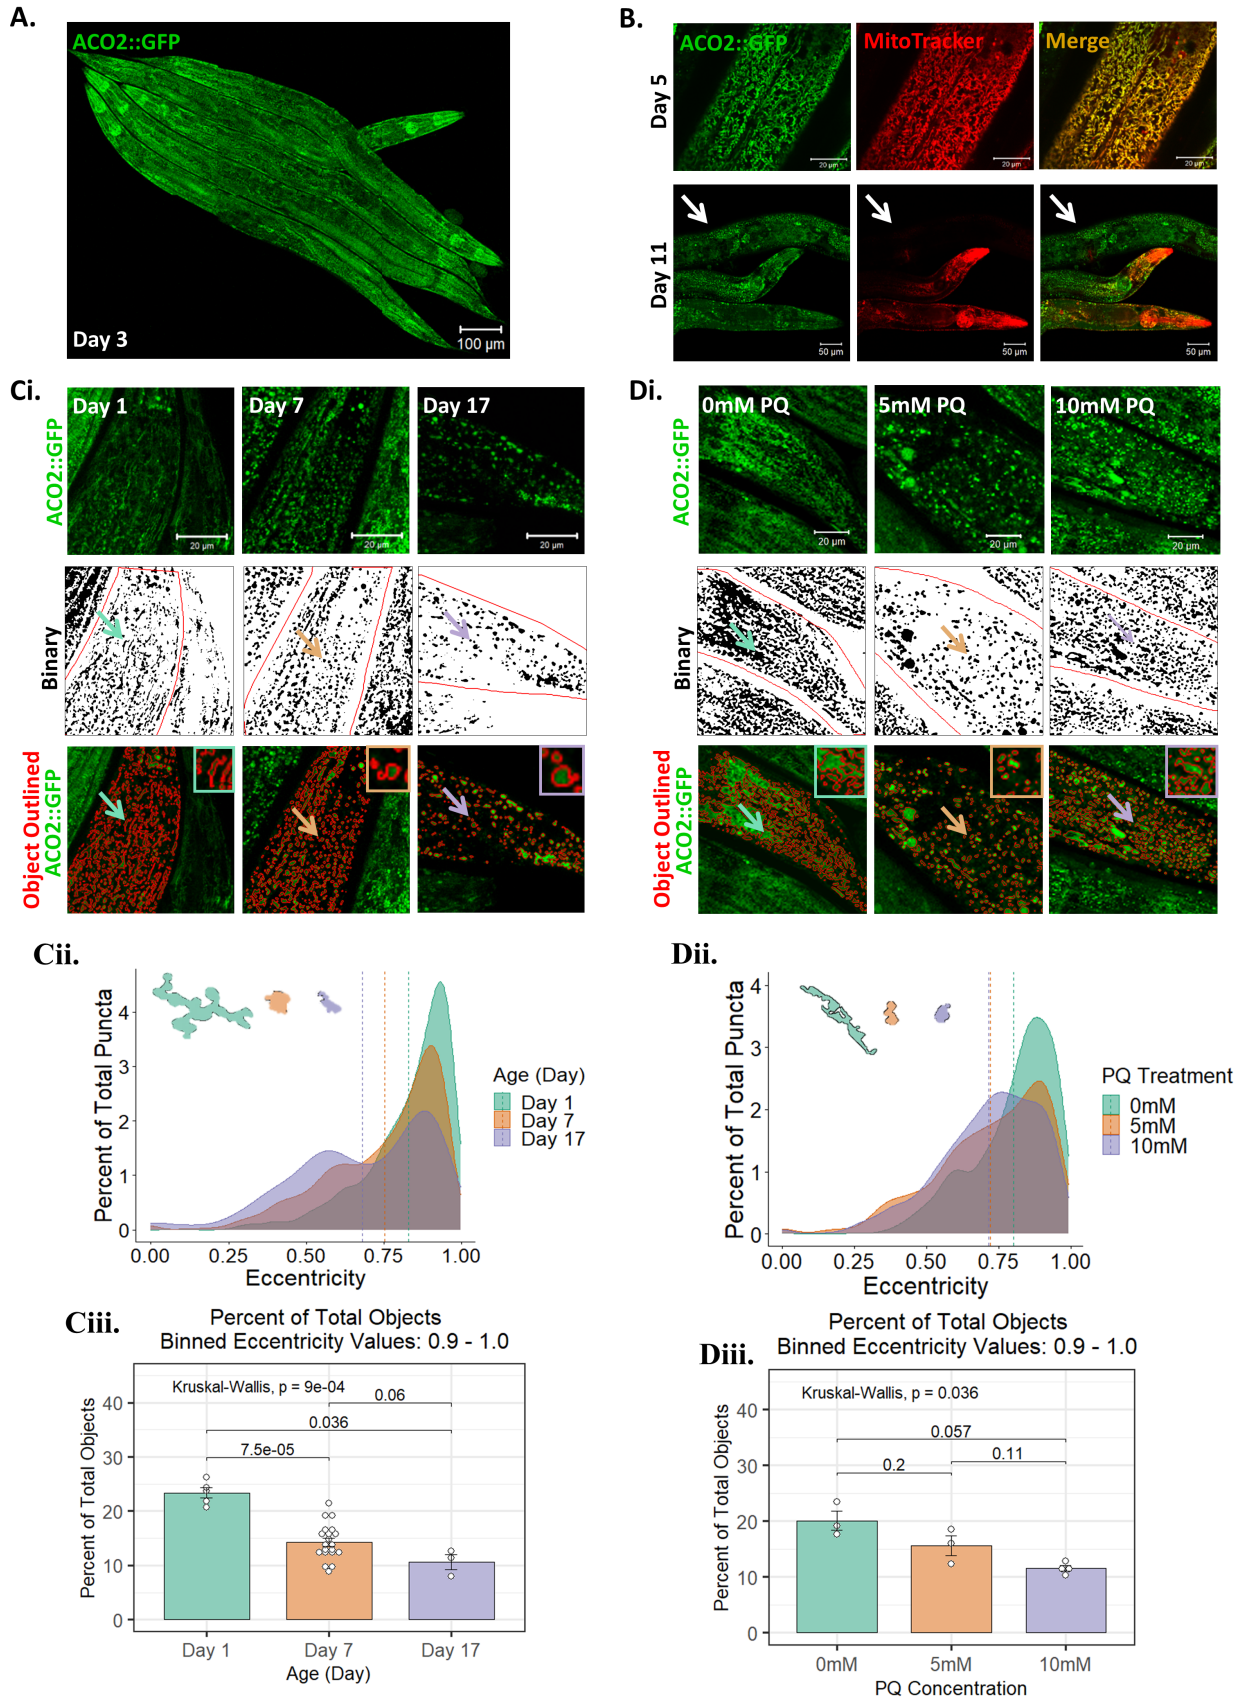 A.
ACO2::GFP
Day 3
100 µm
B.
ACO2::GFP
MitoTracker
Merge
Day 5
20 µm
20 µm
20 µm
Day 11
50 µm
50 µm
50 µm
Ci.
Day 1
Day 7
Day 17
ACO2::GFP
20 µm
20 µm
20 µm
Binary
Object Outlined
ACO2::GFP
Di.
0mM PQ
5mM PQ
10mM PQ
ACO2::GFP
20 µm
20 µm
20 µm
Binary
Object Outlined
ACO2::GFP
Cii.
Percent of Total Puncta
4
3
2
1
0
0.00
0.25
0.50
0.75
1.00
Eccentricity
Age (Day)
Day 1
Day 7
Day 17
Dii.
Percent of Total Puncta
4
3
2
1
0
0.00
0.25
0.50
0.75
1.00
Eccentricity
PQ Treatment
0mM
5mM
10mM
Ciii.
Percent of Total Objects
Binned Eccentricity Values: 0.9 - 1.0
Kruskal-Wallis, p = 9e-04
0.06
0.036
7.5e-05
Percent of Total Objects
40
30
20
10
0
Day 1
Day 7
Day 17
Age (Day)
Diii.
Percent of Total Objects
Binned Eccentricity Values: 0.9 - 1.0
Kruskal-Wallis, p = 0.036
0.057
0.11
0.2
Percent of Total Objects
40
30
20
10
0
0mM
5mM
10mM
PQ Concentration